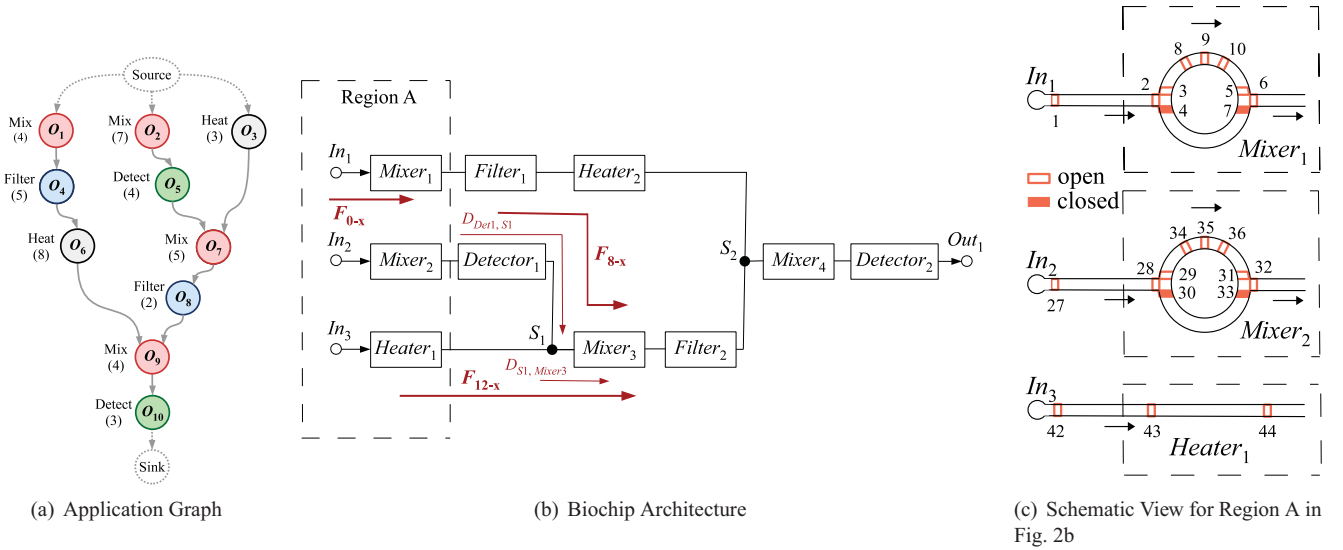 Source
Mix
(4)
O1
Mix
(7)
O2
Heat
(3)
O3
Filter
(5)
O4
Detect
(4)
O5
Heat
(8)
O6
Mix
(5)
O7
Filter
(2)
O8
Mix
(4)
O9
Detect
(3)
O10
Sink
(a) Application Graph
Region A
In1
Mixer1
Filter1
Heater2
F0-x
DDet1, S1
F8-x
In2
Mixer2
Detector1
S2
Mixer4
Detector2
Out1
In3
Heater1
S1
Mixer3
Filter2
F12-x
DS1, Mixer3
(b) Biochip Architecture
9
8
10
In1
2
3
5
6
1
4
7
Mixer1
open
closed
35
34
36
In2
28
29
31
32
27
30
33
Mixer2
In3
42
43
44
Heater1
(c) Schematic View for Region A in
Fig. 2b